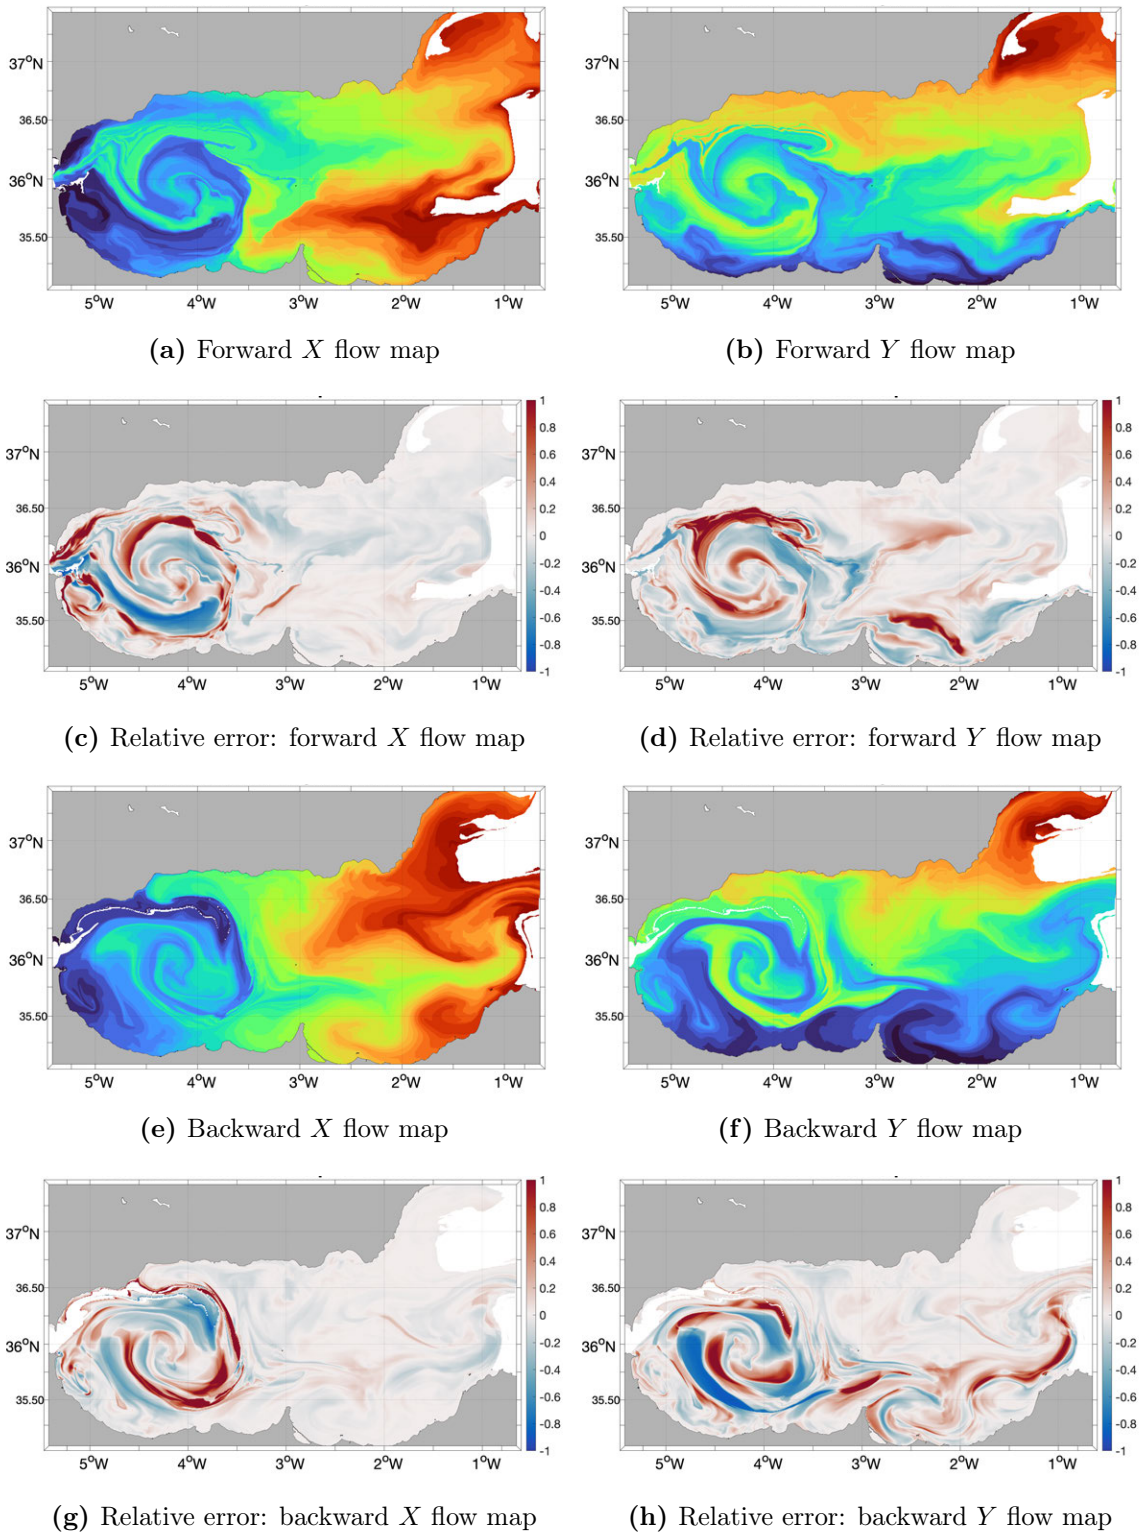 37°N
36.50
36°N
35.50
5°W 4°W 3°W 2°W 1°W
37°N
36.50
36°N
35.50
5°W 4°W 3°W 2°W 1°W
(a) Forward X flow map
(b) Forward Y flow map
37°N
36.50
36°N
35.50
5°W 4°W 3°W 2°W 1°W
1
0.8
0.6
0.4
0.2
0
-0.2
-0.4
-0.6
-0.8
-1
37°N
36.50
36°N
35.50
5°W 4°W 3°W 2°W 1°W
1
0.8
0.6
0.4
0.2
0
-0.2
-0.4
-0.6
-0.8
-1
(c) Relative error: forward X flow map
(d) Relative error: forward Y flow map
37°N
36.50
36°N
35.50
5°W 4°W 3°W 2°W 1°W
37°N
36.50
36°N
35.50
5°W 4°W 3°W 2°W 1°W
(e) Backward X flow map
(f) Backward Y flow map
37°N
36.50
36°N
35.50
5°W 4°W 3°W 2°W 1°W
1
0.8
0.6
0.4
0.2
0
-0.2
-0.4
-0.6
-0.8
-1
37°N
36.50
36°N
35.50
5°W 4°W 3°W 2°W 1°W
1
0.8
0.6
0.4
0.2
0
-0.2
-0.4
-0.6
-0.8
-1
(g) Relative error: backward X flow map
(h) Relative error: backward Y flow map